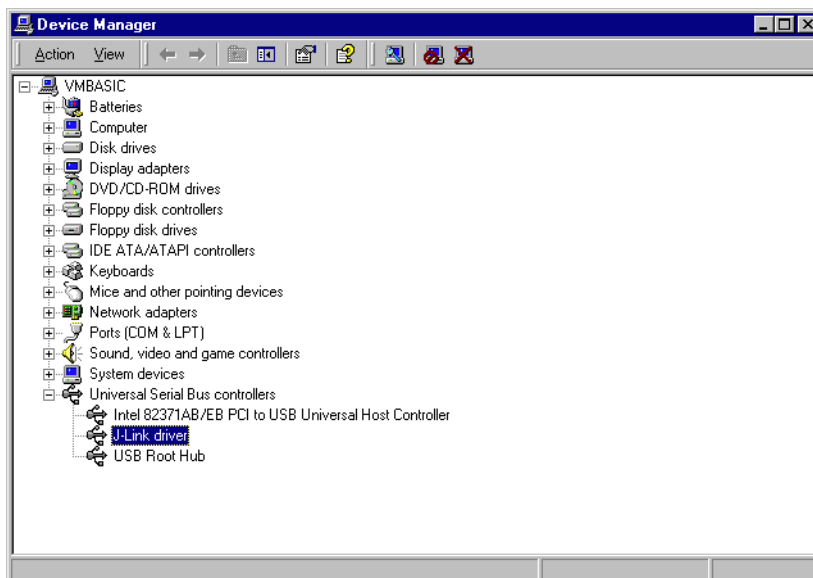 Device Manager
Action View
VMBASIC
Batteries
Computer
Disk drives
Display adapters
DVD/CD-ROM drives
Floppy disk controllers
Floppy disk drives
IDE ATA/ATAPI controllers
Keyboards
Mice and other pointing devices
Network adapters
Ports (COM & LPT)
Sound, video and game controllers
System devices
Universal Serial Bus controllers
Intel 82371AB/EB PCI to USB Universal Host Controller
J-Link driver
USB Root Hub